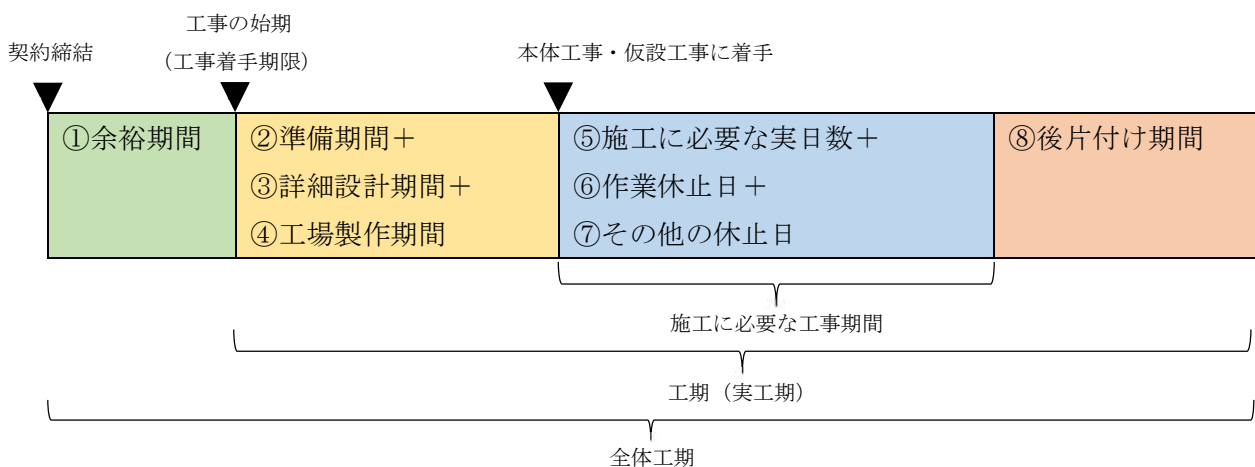 工事の始期
契約締結
（工事着手期限）
本体工事・仮設工事に着手
①余裕期間
②準備期間＋
③詳細設計期間＋
④工場製作期間
⑤施工に必要な実日数＋
⑥作業休止日＋
⑦その他の休止日
⑧後片付け期間
施工に必要な工事期間
工期（実工期）
全体工期